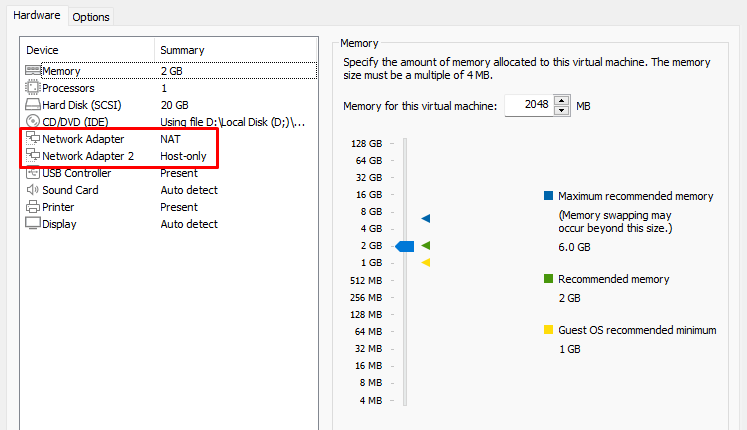 Hardware
Options
Device Summary
Memory 2 GB
Processors 1
Hard Disk (SCSI) 20 GB
CD/DVD (IDE) Using file D:\Local Disk (D;)\...
Network Adapter NAT
Network Adapter 2 Host-only
USB Controller Present
Sound Card Auto detect
Printer Present
Display Auto detect
Memory
Specify the amount of memory allocated to this virtual machine. The memory
size must be a multiple of 4 MB.
Memory for this virtual machine: 2048 MB
128 GB
64 GB
32 GB
16 GB
8 GB
4 GB
2 GB
1 GB
512 MB
256 MB
128 MB
64 MB
32 MB
16 MB
8 MB
4 MB
Maximum recommended memory
(Memory swapping may
occur beyond this size.)
6.0 GB
Recommended memory
2 GB
Guest OS recommended minimum
1 GB